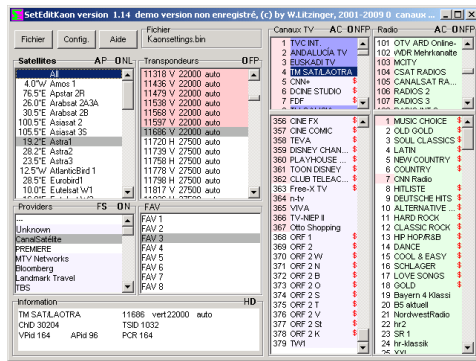 SetEditKaon version 1.14 demo version non enregistré, (c) by W.Litzinger, 2001-2009 0 canaux ...
Fichier
Config.
Aide
Fichier
Kaonsettings.bin
Satellites AP ONL
All
4.0°W Amos 1
76.5°E Apstar 2R
26.0°E Arabsat 2A3A
30.5°E Arabsat 2B
100.5°E Asiasat 2
105.5°E Asiasat 3S
19.2°E Astra1
28.2°E Astra2
23.5°E Astra3
12.5°W AtlanticBird 1
28.5°E Eurobird1
10.0°E Eutelsat W1
Transpondeurs OFP
11318 V 22000 auto
11436 V 22000 auto
11479 V 22000 auto
11568 V 22000 auto
11597 V 22000 auto
11686 V 22000 auto
11720 H 27500 auto
11739 V 27500 auto
11758 H 27500 auto
11778 V 27500 auto
11798 H 27500 auto
11817 V 27500 auto
Providers FS ON
---
Unknown
CanalSatélite
PREMIERE
MTV Networks
Bloomberg
Landmark Travel
TBS
FAV
FAV 1
FAV 2
FAV 3
FAV 4
FAV 5
FAV 6
FAV 7
FAV 8
Information HD
TM SAT/LAOTRA 11686 vert 22000 auto
ChID 30204 TSID 1032
VPid 164 APid 96 PCR 164
Canaux TV AC ONFP
1 TVC INT.
2 ANDALUCÍA TV
3 EUSKADI TV
4 TM SAT/LAOTRA
5 CNN+ $
6 DCINE STUDIO $
7 FDF $
356 CINE FX $
357 CINE COMIC $
358 TEVA $
359 DISNEY CHAN... $
360 PLAYHOUSE ... $
361 TOON DISNEY $
362 CLUB TELEAC... $
363 Free-X TV $
364 n-tv
365 VIVA
366 TV-NEP II
367 Otto Shopping
368 ORF 1 $
369 ORF 2 $
370 ORF 2 W $
371 ORF 2 N $
372 ORF 2 B $
373 ORF 2 O $
374 ORF 2 S $
375 ORF 2 T $
376 ORF 2 V $
377 ORF 2 St $
378 ORF 2 K $
379 TW1
Radio AC ONFP
101 OTV ARD Online-
102 WDR Mehrkanalte
103 MCITY
104 CSAT RADIOS
105 CANALSAT RA...
106 RADIOS 2
107 RADIOS 3
1 MUSIC CHOICE $
2 OLD GOLD $
3 SOUL CLASSICS $
4 LATIN $
5 NEW COUNTRY $
6 COUNTRY $
7 CNN Radio
8 HITLISTE $
9 DEUTSCHE HITS $
10 ALTERNATIVE ... $
11 HARD ROCK $
12 CLASSIC ROCK $
13 HIP HOP/R&B $
14 DANCE $
15 COOL & EASY $
16 SCHLAGER $
17 LOVE SONGS $
18 GOLD $
19 Bayern 4 Klassi
20 B5 aktuell
21 NordwestRadio
22 hr2
23 SR 1
24 hr-klassik